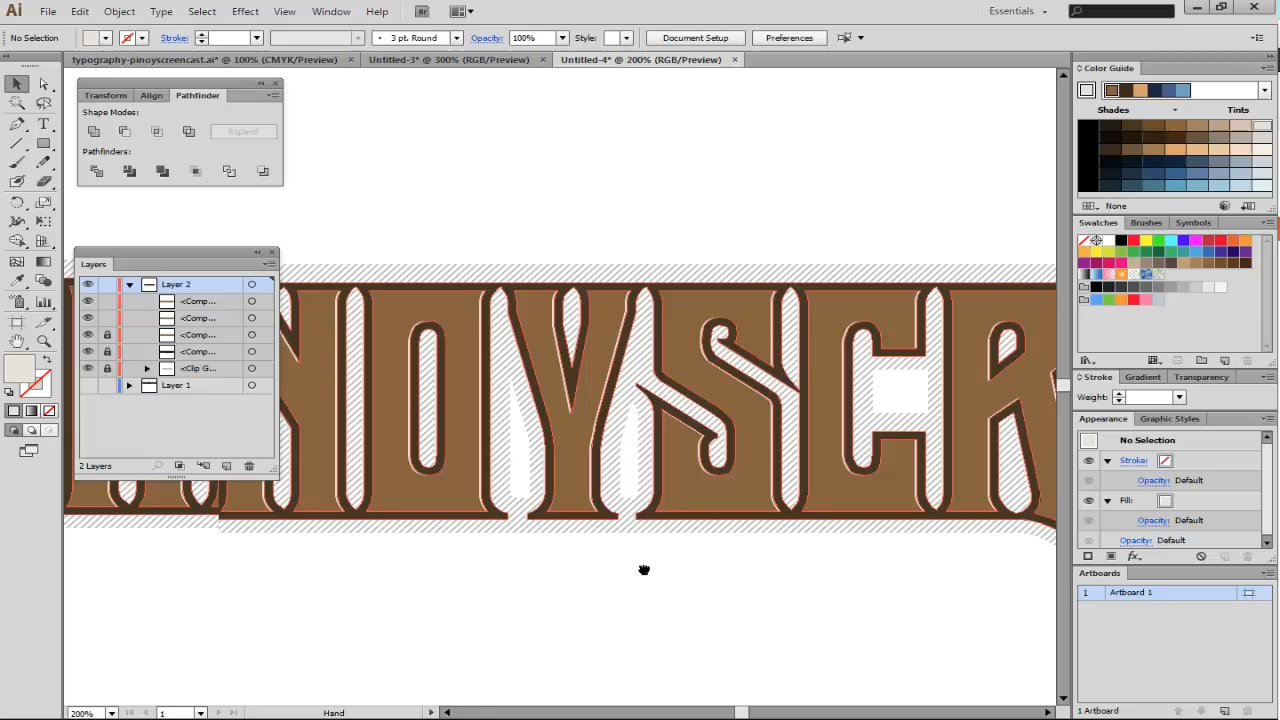 Ai File Edit Object Type Select Effect View Window Help Br Essentials
No Selection Stroke: 3 pt. Round Opacity: 100% Style: Document Setup Preferences
typography-pinoyscreencast.ai* @ 100% (CMYK/Preview) Untitled-3* @ 300% (RGB/Preview) Untitled-4* @ 200% (RGB/Preview)
Transform Align Pathfinder
Shape Modes:
Expand
Pathfinders:
Layers
Layer 2
<Comp...
<Comp...
<Comp...
<Comp...
<Clip G...
Layer 1
2 Layers
NOYSCR
Color Guide
Shades Tints
None
Swatches Brushes Symbols
Stroke Gradient Transparency
Weight:
Appearance Graphic Styles
No Selection
Stroke:
Opacity: Default
Fill:
Opacity: Default
Opacity: Default
fx
Artboards
1 Artboard 1
1 Artboard
200% 1 Hand